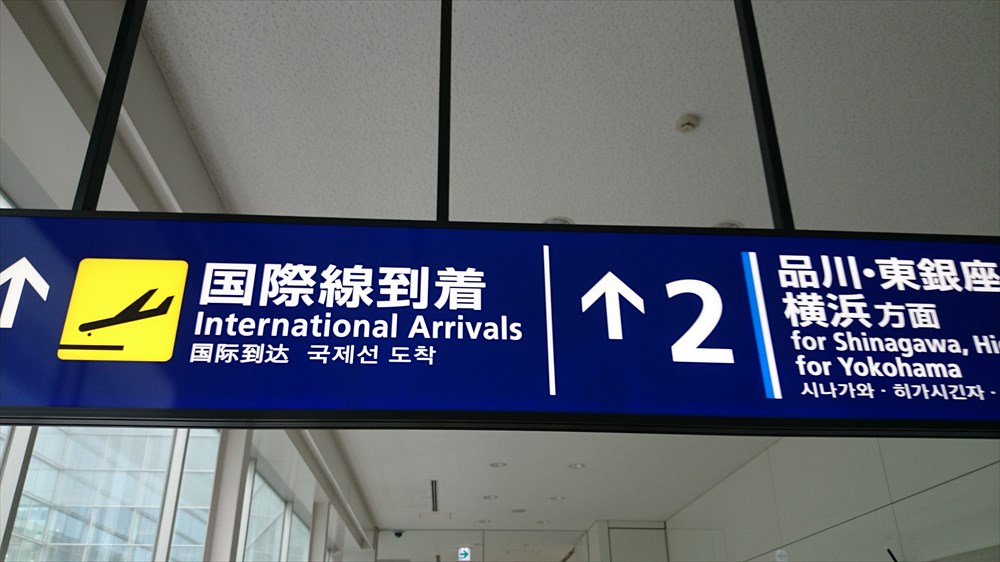 国際線到着
International Arrivals
国际到达 국제선 도착
2
品川・東銀座
横浜方面
for Shinagawa,
for Yokohama
시나가와・히가시긴자・